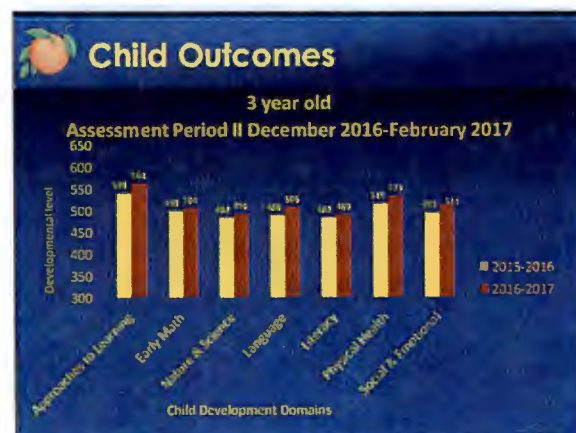 Child Outcomes
3 year old
Assessment Period II December 2016-February 2017
Developmental level
650
600
550
500
450
400
350
300
2015-2016
2016-2017
Approaches to Learning
Early Math
Nature & Science
Language
Literacy
Physical Health
Social & Emotional
Child Development Domains